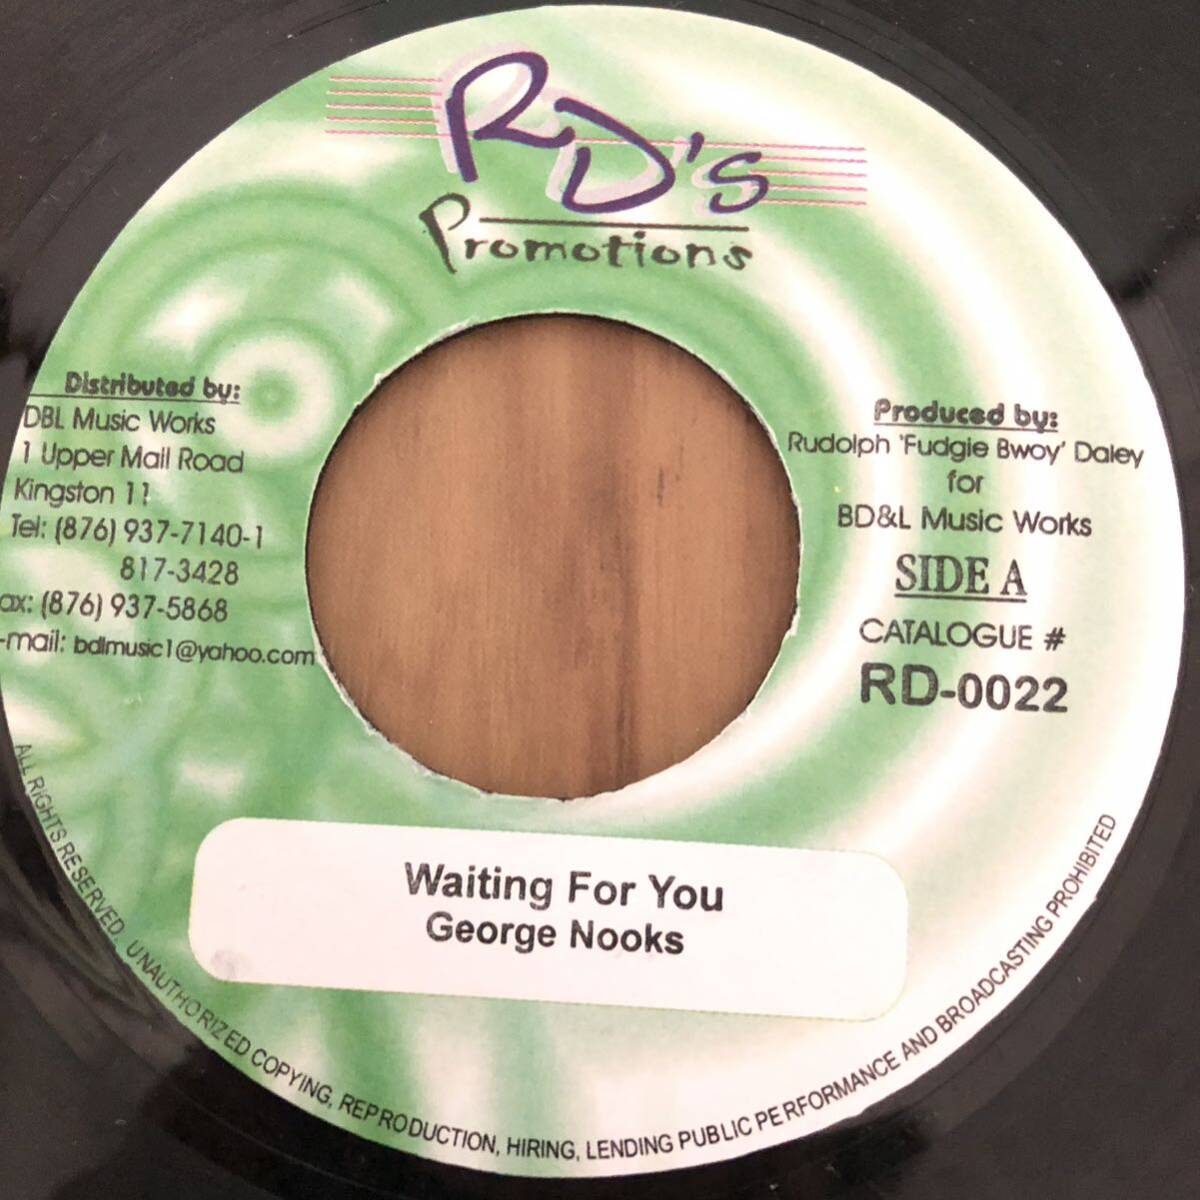 RD's
Promotions
Distributed by:
DBL Music Works
1 Upper Mall Road
Kingston 11
Tel: (876) 937-7140-1
817-3428
ax: (876) 937-5868
-mail: bdlmusic1@yahoo.com
Produced by:
Rudolph 'Fudgie Bwoy' Daley
for
BD&L Music Works
SIDE A
CATALOGUE #
RD-0022
Waiting For You
George Nooks
ALL RIGHTS RESERVED. UNAUTHORIZED COPYING, REPRODUCTION, HIRING, LENDING PUBLIC PERFORMANCE AND BROADCASTING PROHIBITED